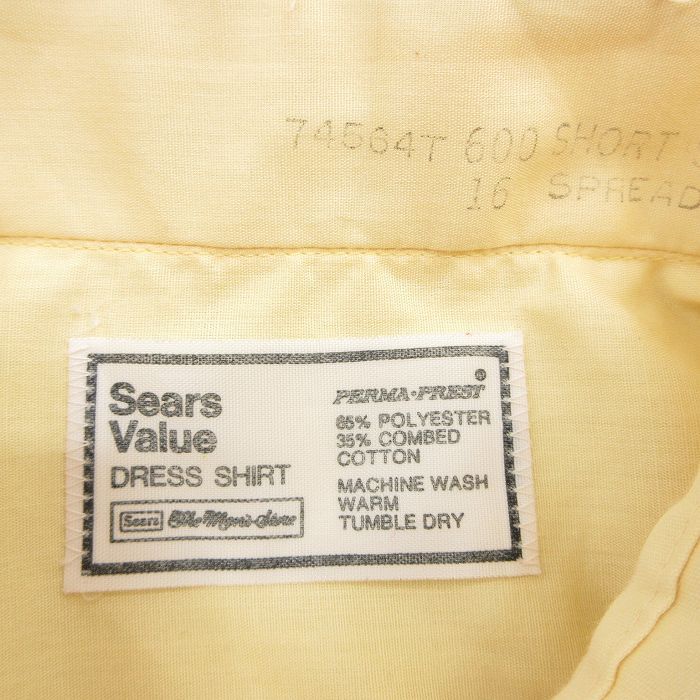 74564T 600 SHORT S
16 SPREAD
Sears
Value
DRESS SHIRT
Sears The Men's Store
PERMA·PREST®
65% POLYESTER
35% COMBED
COTTON
MACHINE WASH
WARM
TUMBLE DRY